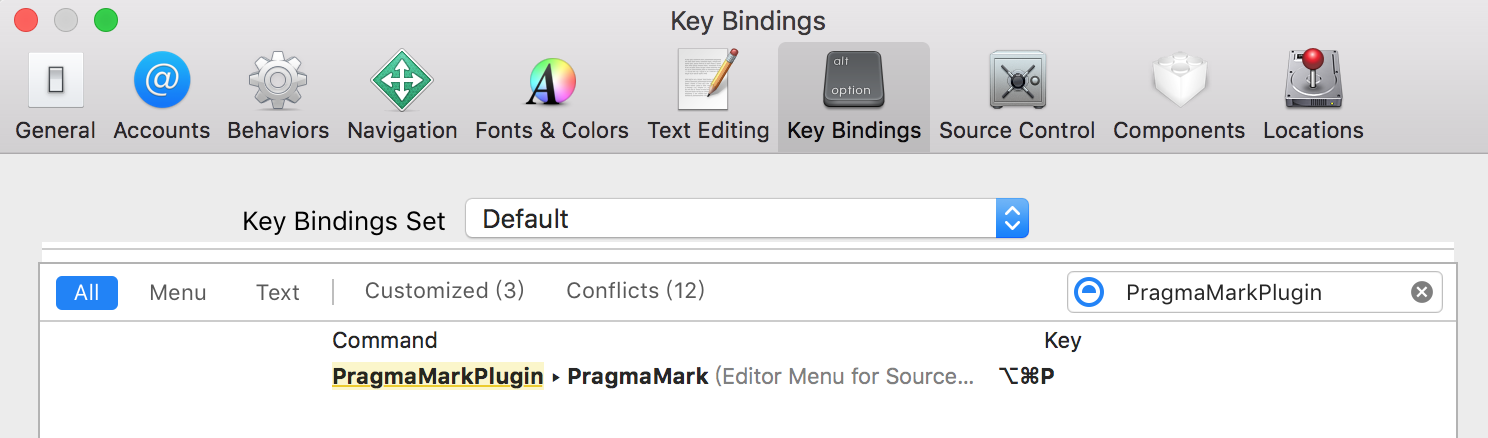 Key Bindings
alt
option
@
A
General Accounts Behaviors Navigation Fonts & Colors Text Editing Key Bindings Source Control Components Locations
Key Bindings Set Default
All Menu Text Customized (3) Conflicts (12) PragmaMarkPlugin
Command Key
PragmaMarkPlugin ▸ PragmaMark (Editor Menu for Source... ⌥⌘P